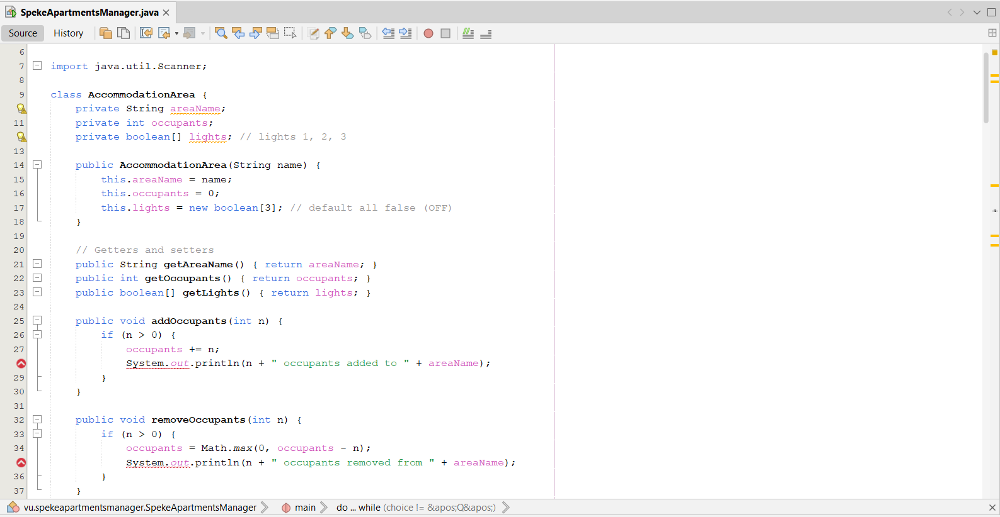 SpekeApartmentsManager.java
Source History
6
7 import java.util.Scanner;
8
9 class AccommodationArea {
private String areaName;
11 private int occupants;
private boolean[] lights; // lights 1, 2, 3
13
14 public AccommodationArea(String name) {
15 this.areaName = name;
16 this.occupants = 0;
17 this.lights = new boolean[3]; // default all false (OFF)
18 }
19
20 // Getters and setters
21 public String getAreaName() { return areaName; }
22 public int getOccupants() { return occupants; }
23 public boolean[] getLights() { return lights; }
24
25 public void addOccupants(int n) {
26 if (n > 0) {
27 occupants += n;
System.out.println(n + " occupants added to " + areaName);
29 }
30 }
31
32 public void removeOccupants(int n) {
33 if (n > 0) {
34 occupants = Math.max(0, occupants - n);
System.out.println(n + " occupants removed from " + areaName);
36 }
37 }
vu.spekeapartmentsmanager.SpekeApartmentsManager main do ... while (choice != &apos;Q&apos;)